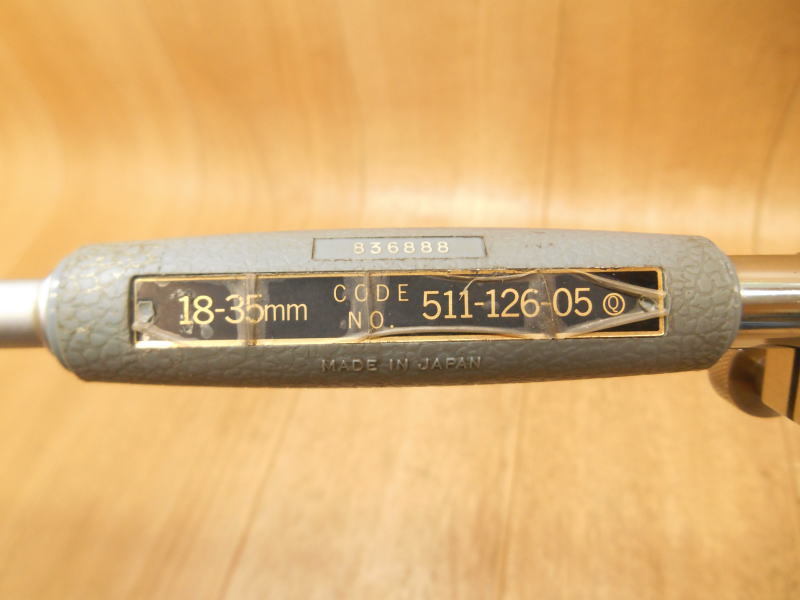 836888
18-35mm CODE NO. 511-126-05 Q
MADE IN JAPAN